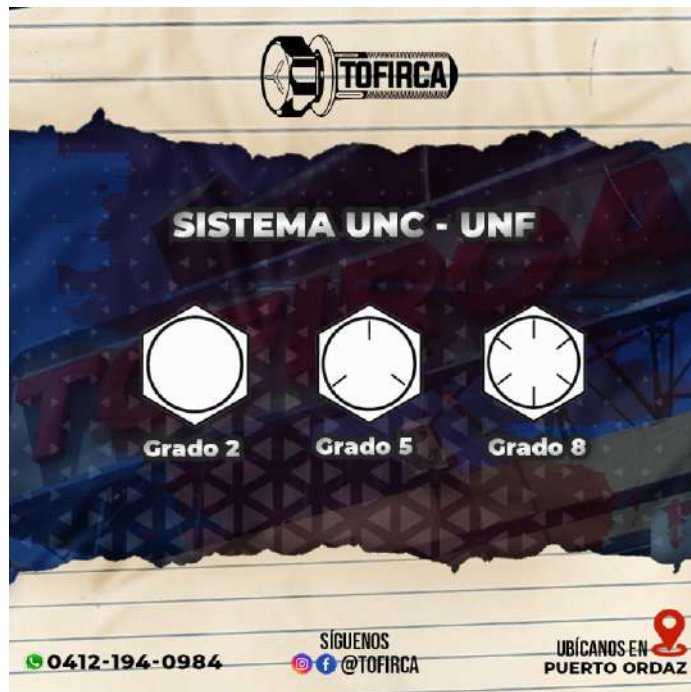 TOFIRCA
SISTEMA UNC - UNF
TOFIRCA
Grado 2
Grado 5
Grado 8
0412-194-0984
SÍGUENOS
@TOFIRCA
UBÍCANOS EN
PUERTO ORDAZ